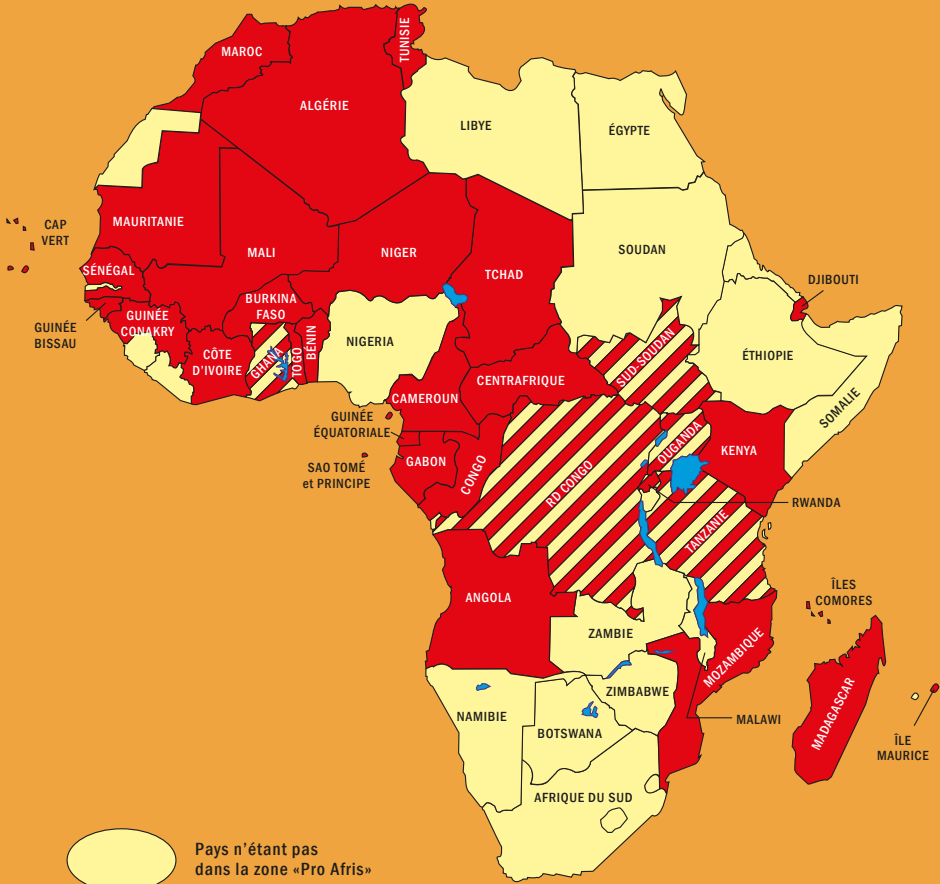 MAROC
TUNISIE
ALGÉRIE
LIBYE
ÉGYPTE
CAP
VERT
MAURITANIE
MALI
NIGER
TCHAD
SOUDAN
SÉNÉGAL
DJIBOUTI
BURKINA
FASO
GUINÉE
BISSAU
GUINÉE
CONAKRY
CÔTE
D'IVOIRE
GHANA
TOGO
BÉNIN
NIGERIA
SUD-SOUDAN
ÉTHIOPIE
SOMALIE
CENTRAFRIQUE
CAMEROUN
GUINÉE
ÉQUATORIALE
SAO TOMÉ
et PRINCIPE
GABON
CONGO
RD CONGO
OUGANDA
KENYA
RWANDA
TANZANIE
ANGOLA
ÎLES
COMORES
ZAMBIE
MOZAMBIQUE
MADAGASCAR
ZIMBABWE
NAMIBIE
BOTSWANA
MALAWI
ÎLE
MAURICE
AFRIQUE DU SUD
Pays n'étant pas
dans la zone «Pro Afris»